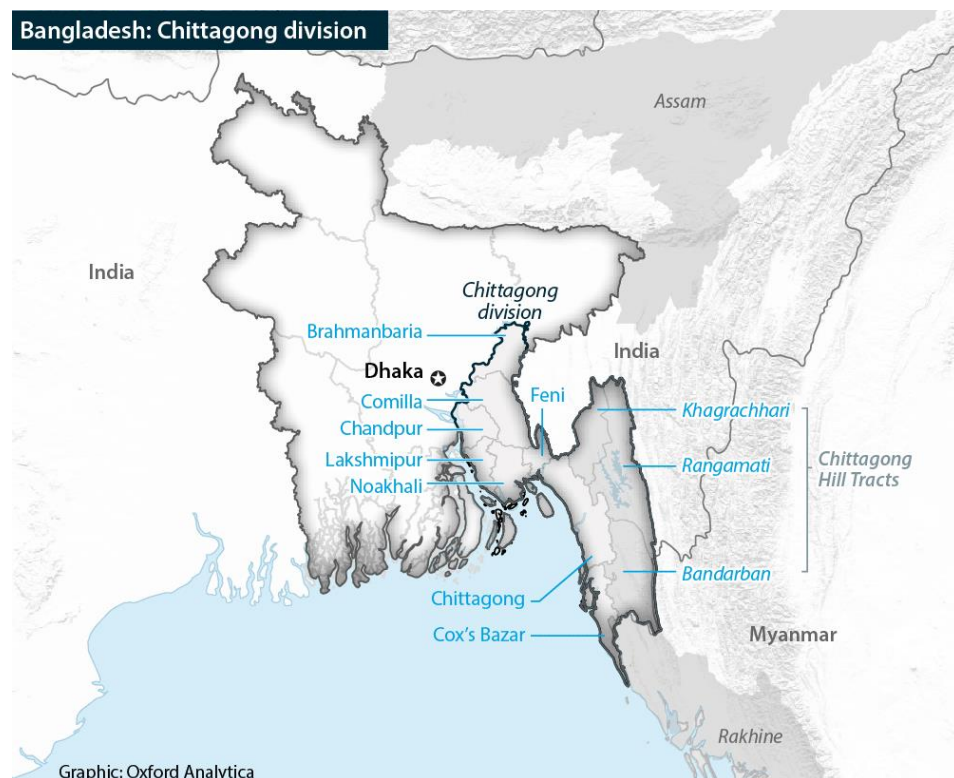 Bangladesh: Chittagong division
Assam
India
Chittagong
division
Brahmanbaria
India
Dhaka
Feni
Comilla
Khagrachhari
Chandpur
Lakshmipur
Rangamati
Chittagong
Hill Tracts
Noakhali
Bandarban
Chittagong
Cox's Bazar
Myanmar
Rakhine
Graphic: Oxford Analytica